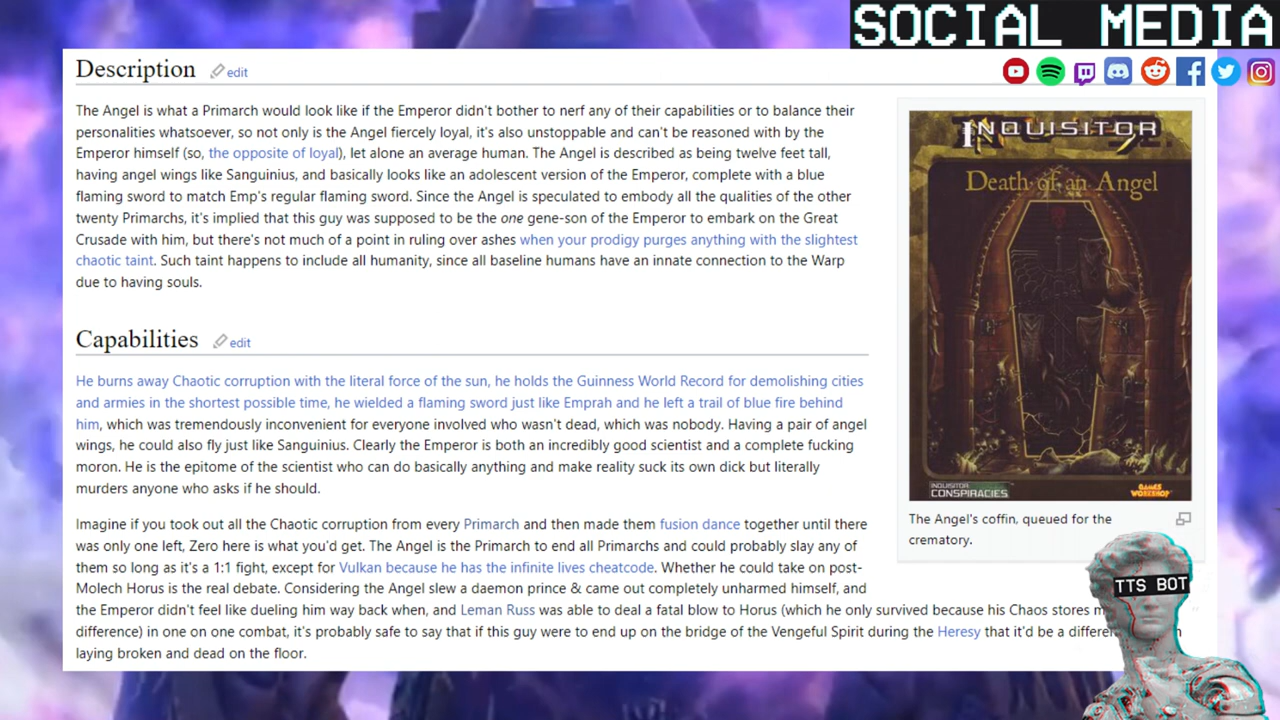 SOCIAL MEDIA
Description edit
The Angel is what a Primarch would look like if the Emperor didn't bother to nerf any of their capabilities or to balance their
personalities whatsoever, so not only is the Angel fiercely loyal, it's also unstoppable and can't be reasoned with by the
Emperor himself (so, the opposite of loyal), let alone an average human. The Angel is described as being twelve feet tall,
having angel wings like Sanguinius, and basically looks like an adolescent version of the Emperor, complete with a blue
flaming sword to match Emp's regular flaming sword. Since the Angel is speculated to embody all the qualities of the other
twenty Primarchs, it's implied that this guy was supposed to be the one gene-son of the Emperor to embark on the Great
Crusade with him, but there's not much of a point in ruling over ashes when your prodigy purges anything with the slightest
chaotic taint. Such taint happens to include all humanity, since all baseline humans have an innate connection to the Warp
due to having souls.
INQUISITOR
Death of an Angel
INQUISITOR
CONSPIRACIES
GAMES
WORKSHOP
The Angel's coffin, queued for the
crematory.
Capabilities edit
He burns away Chaotic corruption with the literal force of the sun, he holds the Guinness World Record for demolishing cities
and armies in the shortest possible time, he wielded a flaming sword just like Emprah and he left a trail of blue fire behind
him, which was tremendously inconvenient for everyone involved who wasn't dead, which was nobody. Having a pair of angel
wings, he could also fly just like Sanguinius. Clearly the Emperor is both an incredibly good scientist and a complete fucking
moron. He is the epitome of the scientist who can do basically anything and make reality suck its own dick but literally
murders anyone who asks if he should.
Imagine if you took out all the Chaotic corruption from every Primarch and then made them fusion dance together until there
was only one left, Zero here is what you'd get. The Angel is the Primarch to end all Primarchs and could probably slay any of
them so long as it's a 1:1 fight, except for Vulkan because he has the infinite lives cheatcode. Whether he could take on post-
Molech Horus is the real debate. Considering the Angel slew a daemon prince & came out completely unharmed himself, and
the Emperor didn't feel like dueling him way back when, and Leman Russ was able to deal a fatal blow to Horus (which he only survived because his Chaos stores
difference) in one on one combat, it's probably safe to say that if this guy were to end up on the bridge of the Vengeful Spirit during the Heresy that it'd be a
laying broken and dead on the floor.
TTS BOT